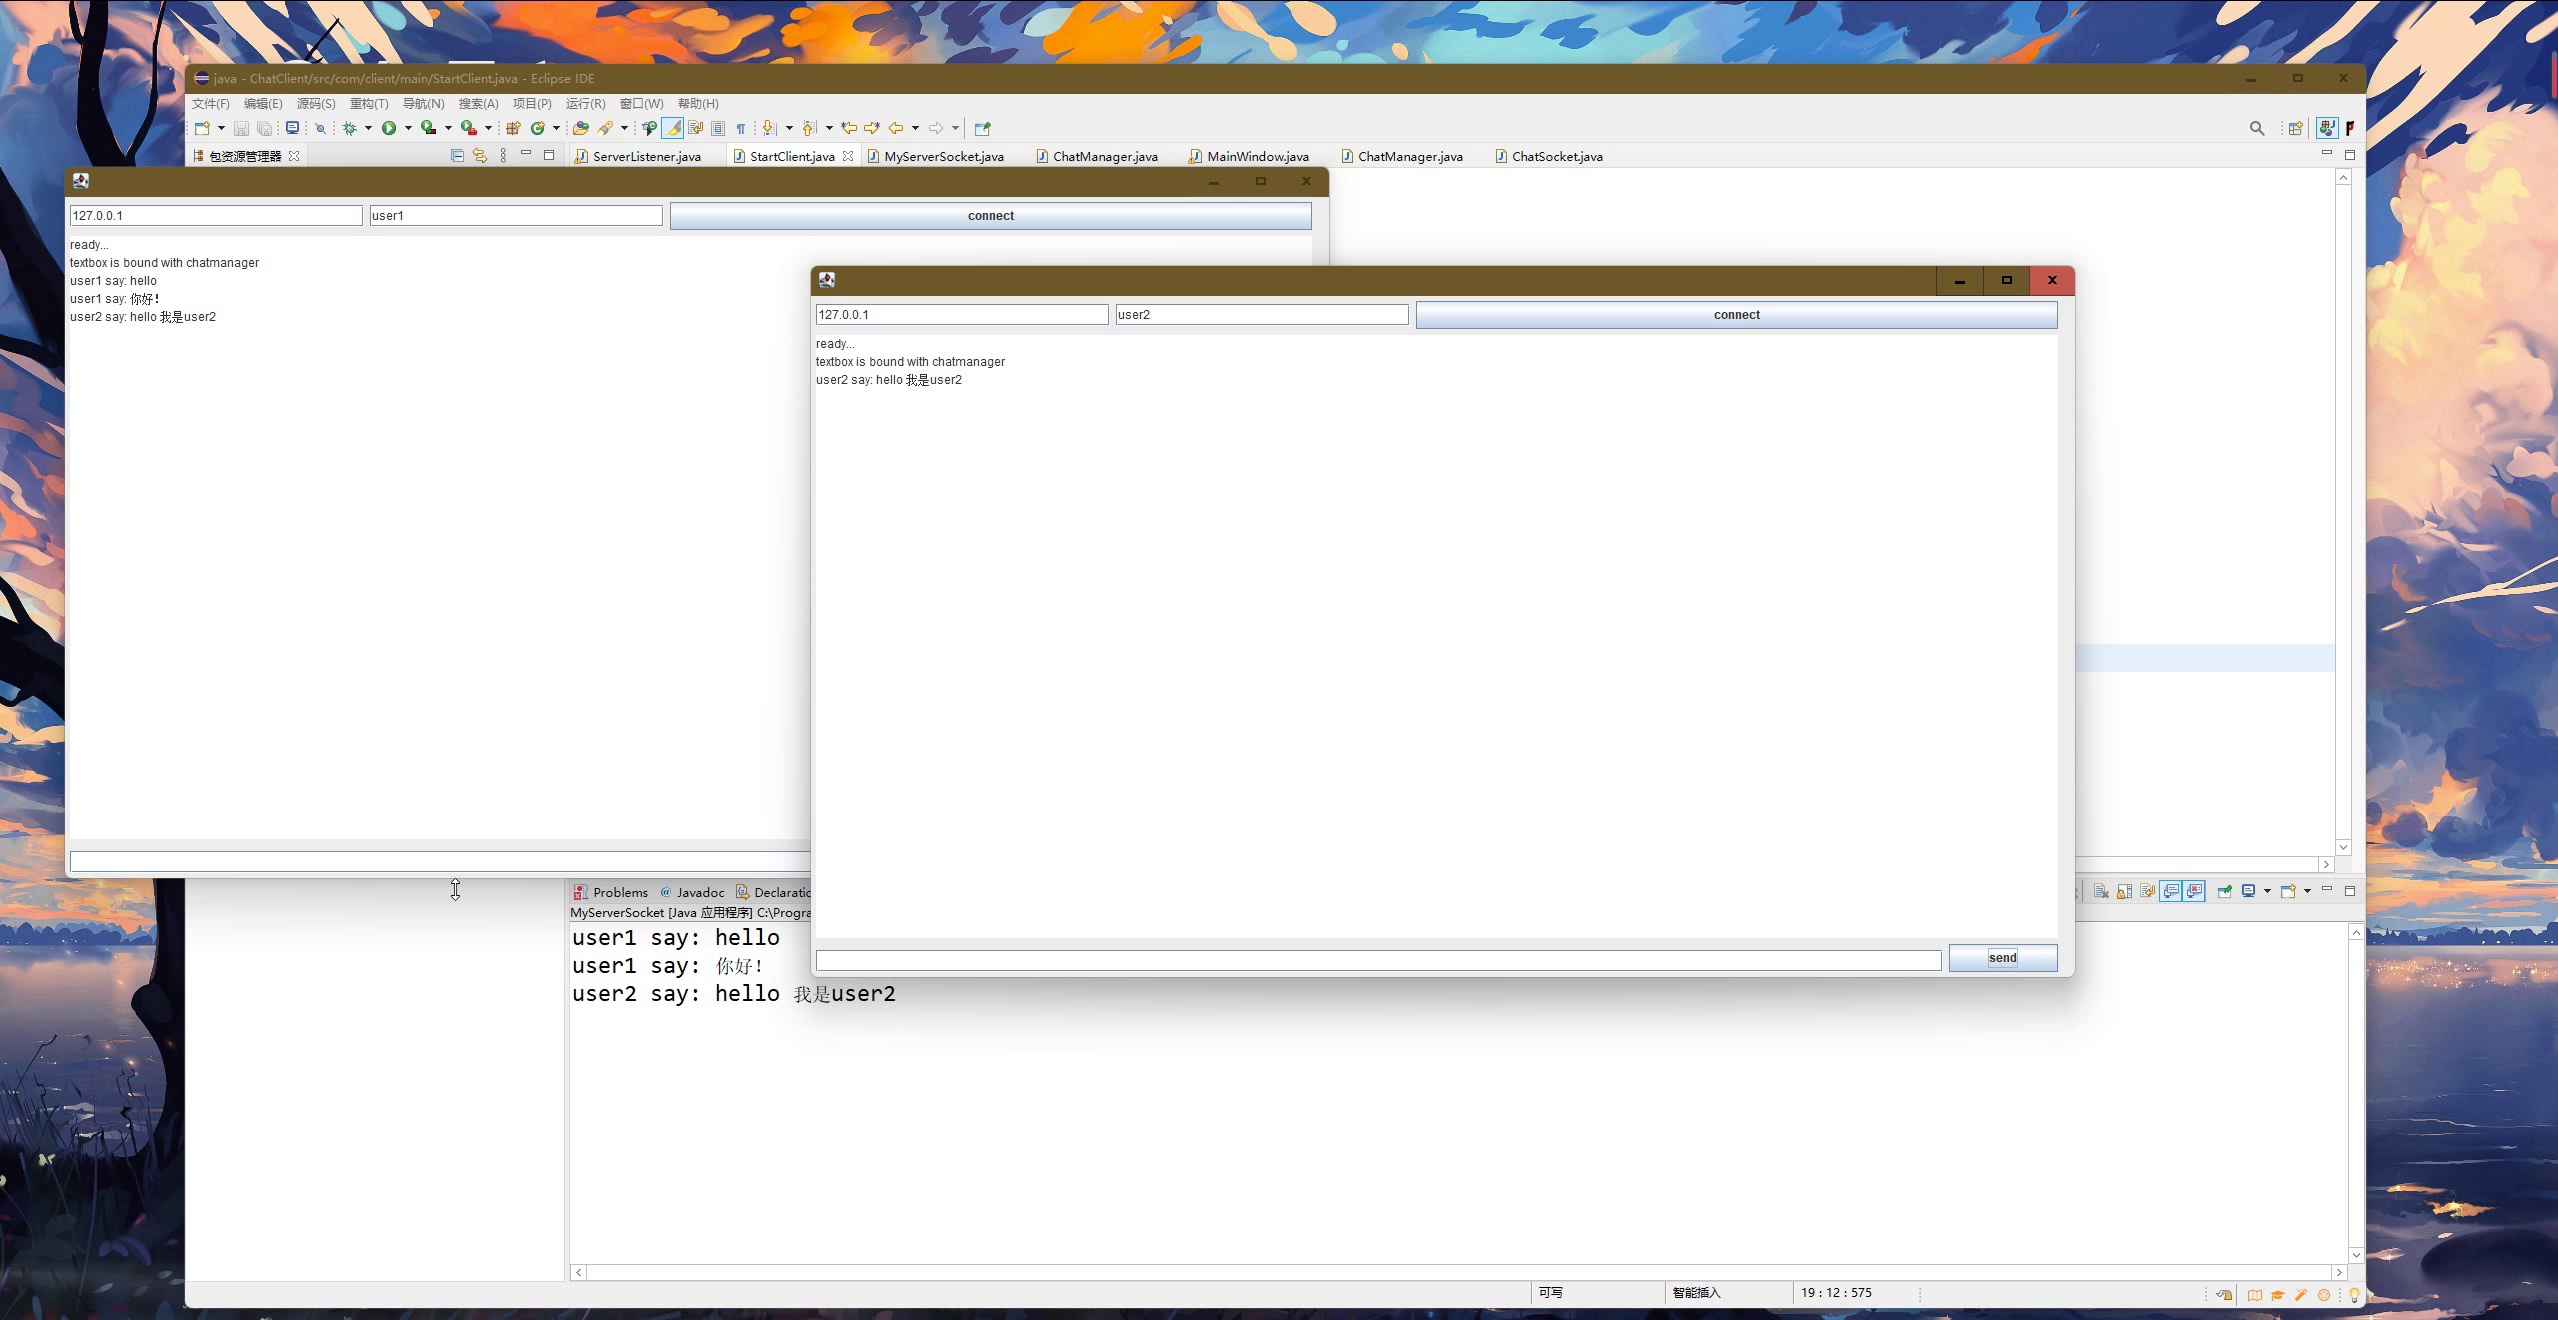 java - ChatClient/src/com/client/main/StartClient.java - Eclipse IDE
文件(F) 编辑(E) 源码(S) 重构(T) 导航(N) 搜索(A) 项目(P) 运行(R) 窗口(W) 帮助(H)
包资源管理器 ServerListener.java StartClient.java MyServerSocket.java ChatManager.java MainWindow.java ChatManager.java ChatSocket.java
127.0.0.1 user1 connect
ready...
textbox is bound with chatmanager
user1 say: hello
user1 say: 你好!
user2 say: hello 我是user2
127.0.0.1 user2 connect
ready...
textbox is bound with chatmanager
user2 say: hello 我是user2
send
Problems @ Javadoc Declaratio
MyServerSocket [Java 应用程序] C:\Progra
user1 say: hello
user1 say: 你好!
user2 say: hello 我是user2
可写 智能插入 19 : 12 : 575